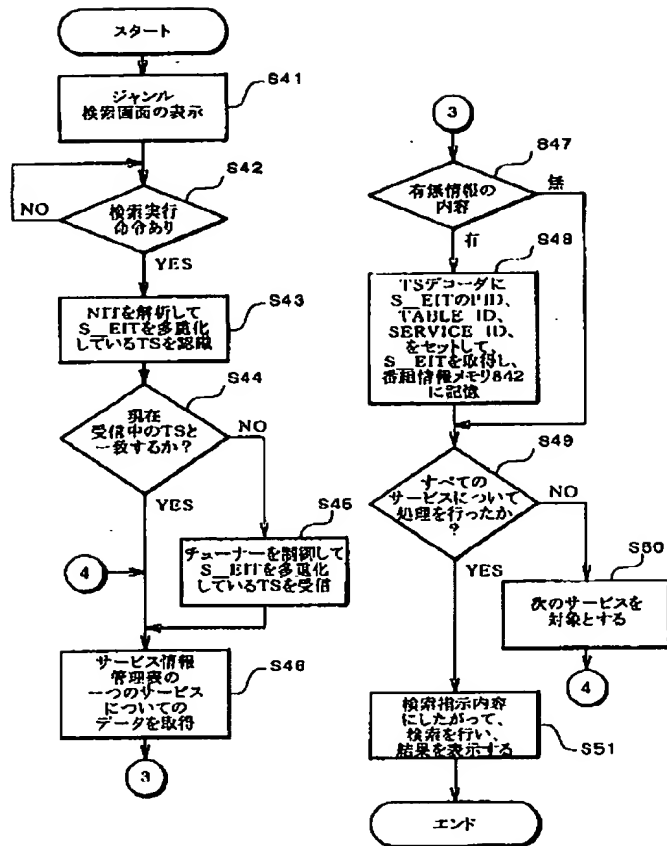 スタート
S41
ジャンル
検索画面の表示
S42
検索実行
命令あり
NO
YES
S43
NITを解析して
S_EITを多重化
しているTSを認識
S44
現在
受信中のTSと
一致するか?
NO
YES
S45
チューナーを制御して
S_EITを多重化
しているTSを受信
4
S46
サービス情報
管理表の
一つのサービス
についての
データを取得
3
3
S47
有無情報の
内容
無
有
S48
TSデコーダに
S_EITのPID、
TABLE_ID、
SERVICE_ID、
をセットして、
S_EITを取得し、
番組情報メモリ842
に記憶
S49
すべての
サービスについて
処理を行ったか
?
NO
YES
S50
次のサービスを
対象とする
4
検索指示内容
にしたがって、
検索を行い、
結果を表示する
S51
エンド